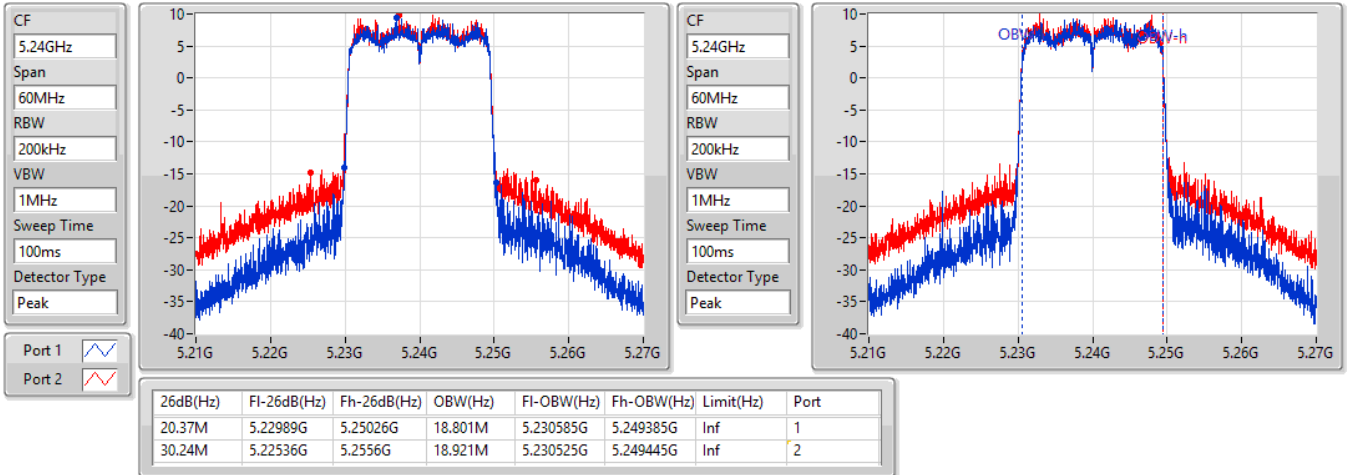 CF
5.24GHz
Span
60MHz
RBW
200kHz
VBW
1MHz
Sweep Time
100ms
Detector Type
Peak
Port 1
Port 2
10
5
0
-5
-10
-15
-20
-25
-30
-35
-40
5.21G 5.22G 5.23G 5.24G 5.25G 5.26G 5.27G
CF
5.24GHz
Span
60MHz
RBW
200kHz
VBW
1MHz
Sweep Time
100ms
Detector Type
Peak
10
5
0
-5
-10
-15
-20
-25
-30
-35
-40
5.21G 5.22G 5.23G 5.24G 5.25G 5.26G 5.27G
26dB(Hz) Fl-26dB(Hz) Fh-26dB(Hz) OBW(Hz) Fl-OBW(Hz) Fh-OBW(Hz) Limit(Hz) Port
20.37M 5.22989G 5.25026G 18.801M 5.230585G 5.249385G Inf 1
30.24M 5.22536G 5.2556G 18.921M 5.230525G 5.249445G Inf 2